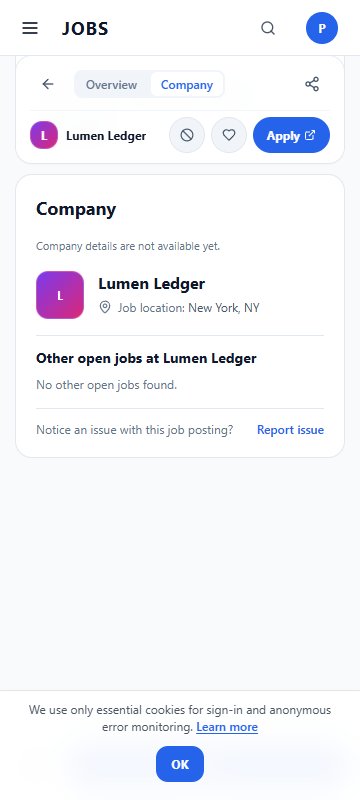 JOBS
P
Overview
Company
L
Lumen Ledger
Apply
Company
Company details are not available yet.
L
Lumen Ledger
Job location: New York, NY
Other open jobs at Lumen Ledger
No other open jobs found.
Notice an issue with this job posting?
Report issue
We use only essential cookies for sign-in and anonymous
error monitoring. Learn more
OK